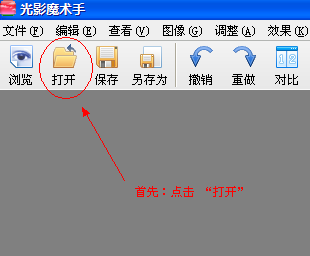 光影魔术手
文件(F) 编辑(E) 查看(V) 图像(G) 调整(A) 效果(K)
浏览 打开 保存 另存为 撤销 重做 对比
首先：点击 “打开”